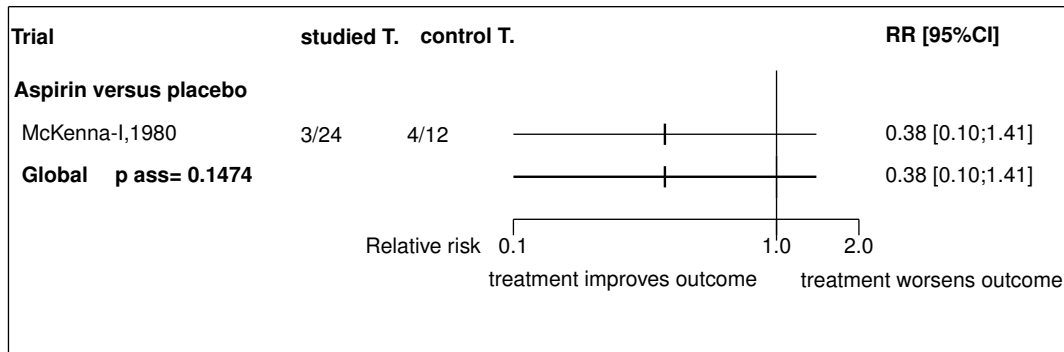 Trial studied T. control T. RR [95%CI]
Aspirin versus placebo
McKenna-I,1980 3/24 4/12 0.38 [0.10;1.41]
Global p ass= 0.1474 0.38 [0.10;1.41]
Relative risk 0.1 1.0 2.0
treatment improves outcome treatment worsens outcome